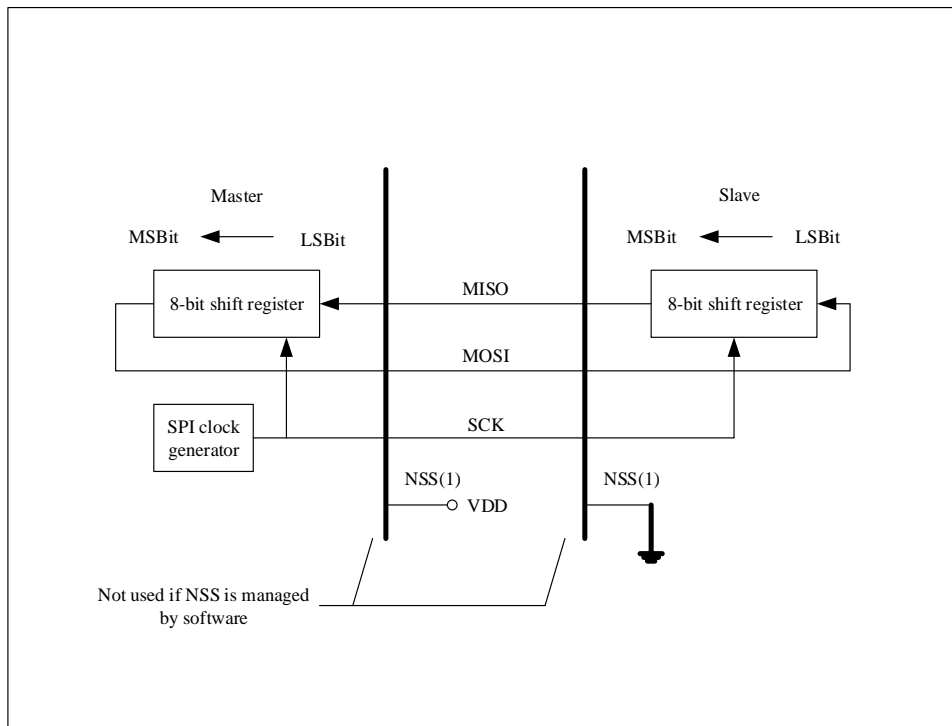 Master
Slave
MSBit
LSBit
MSBit
LSBit
8-bit shift register
MISO
8-bit shift register
MOSI
SPI clock
generator
SCK
NSS(1)
NSS(1)
VDD
Not used if NSS is managed
by software